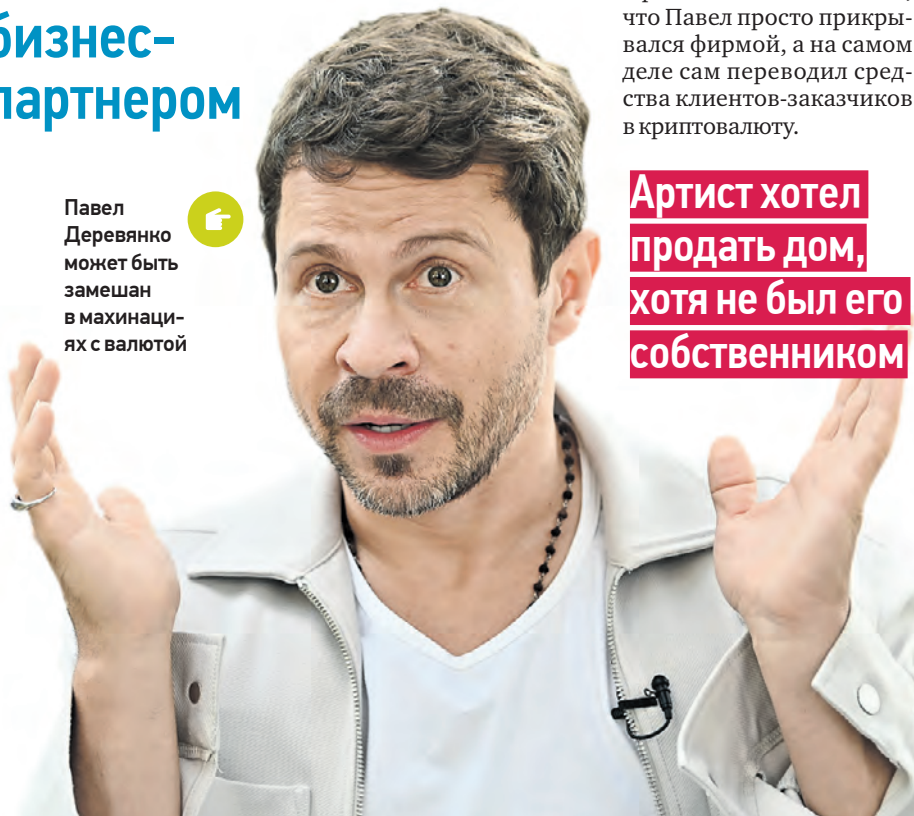 бизнес-
партнером
Павел
Деревянко
может быть
замешан
в махинаци-
ях с валютой
что Павел просто прикры-
вался фирмой, а на самом
деле сам переводил сред-
ства клиентов-заказчиков
в криптовалюту.
Артист хотел
продать дом,
хотя не был его
собственником